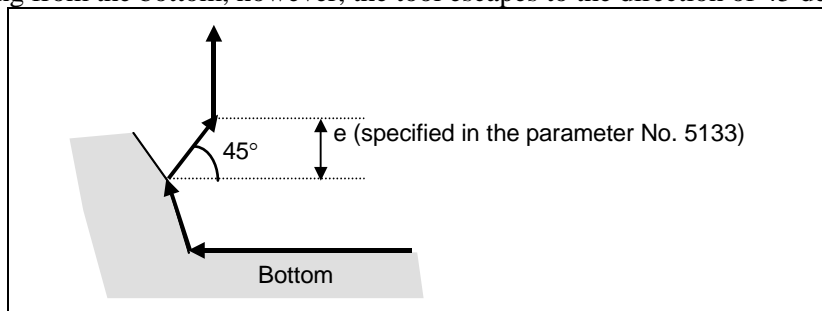 ng from the bottom, however, the tool escapes to the direction of 45 de
e (specified in the parameter No. 5133)
45°
Bottom